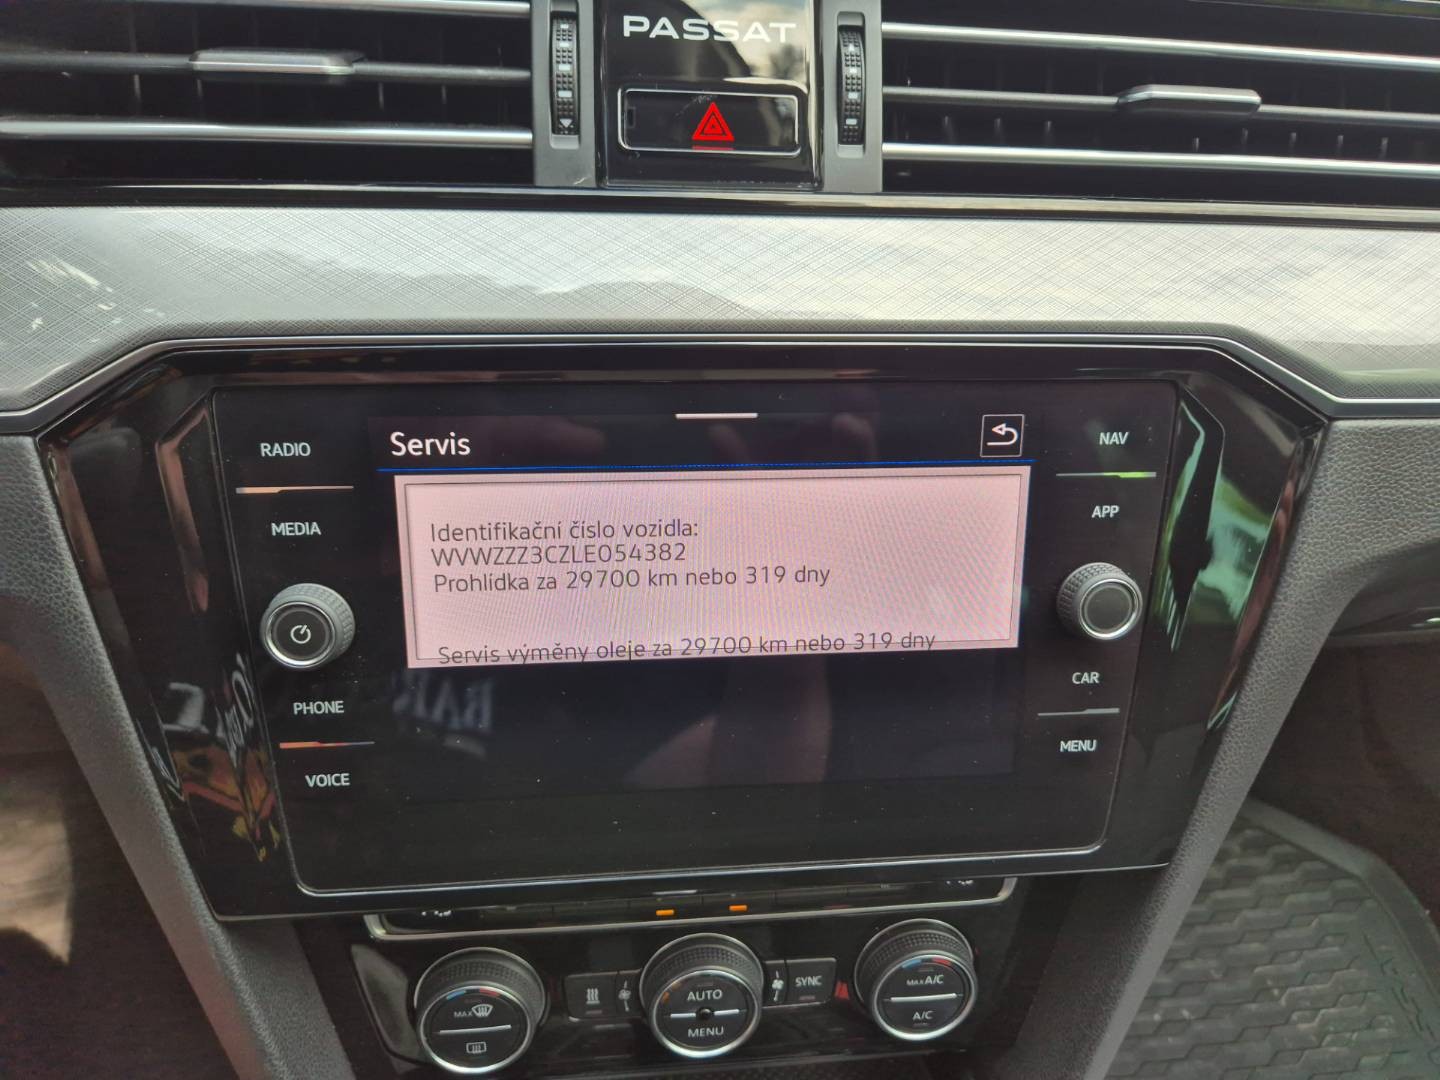 PASSAT
RADIO
MEDIA
PHONE
VOICE
Servis
Identifikační číslo vozidla:
WVWZZZ3CZLE054382
Prohlídka za 29700 km nebo 319 dny
Servis výměny oleje za 29700 km nebo 319 dny
NAV
APP
CAR
MENU
MAX
AUTO
MENU
SYNC
MAX A/C
A/C